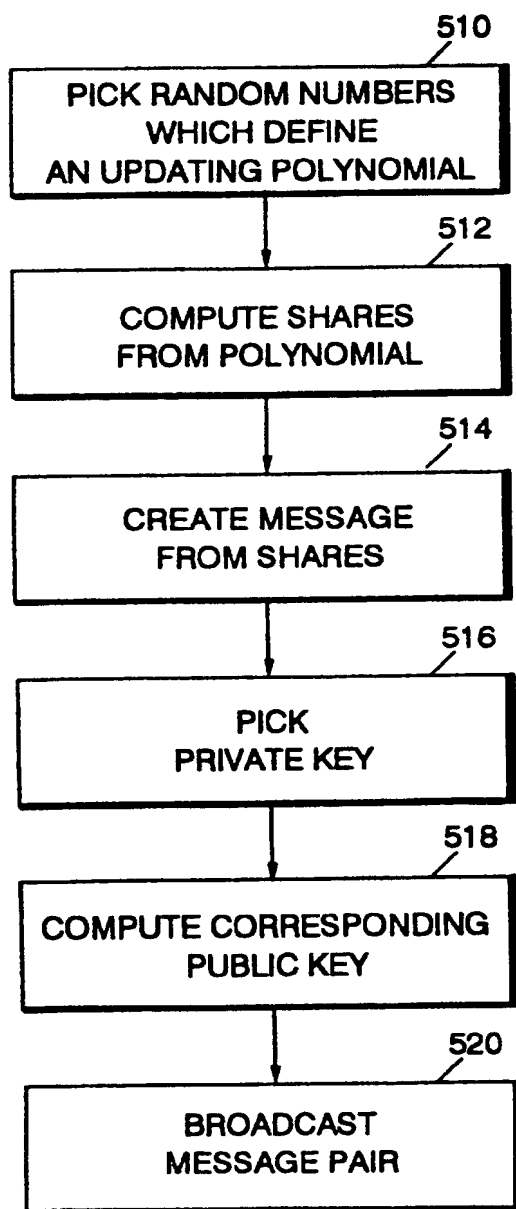 510
PICK RANDOM NUMBERS
WHICH DEFINE
AN UPDATING POLYNOMIAL
512
COMPUTE SHARES
FROM POLYNOMIAL
514
CREATE MESSAGE
FROM SHARES
516
PICK
PRIVATE KEY
518
COMPUTE CORRESPONDING
PUBLIC KEY
520
BROADCAST
MESSAGE PAIR